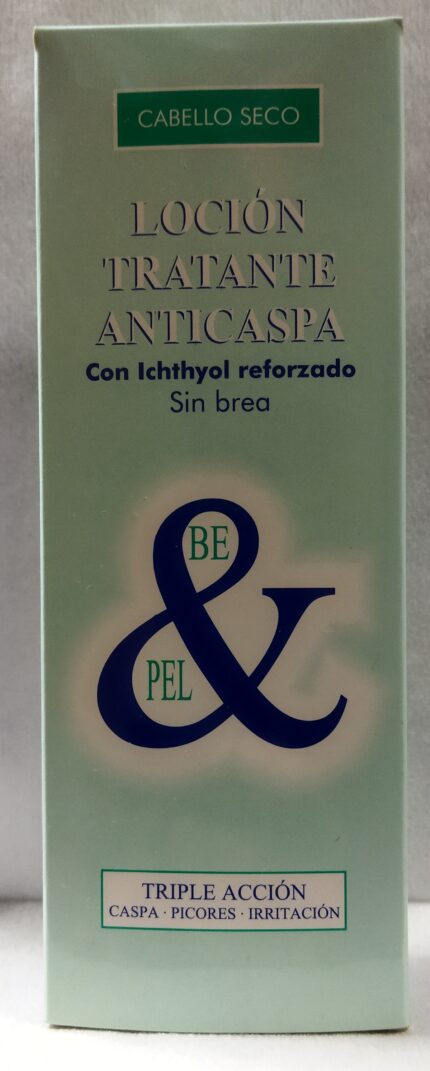 CABELLO SECO
LOCIÓN
TRATANTE
ANTICASPA
Con Ichthyol reforzado
Sin brea
BE
&
PEL
TRIPLE ACCIÓN
CASPA · PICORES · IRRITACIÓN